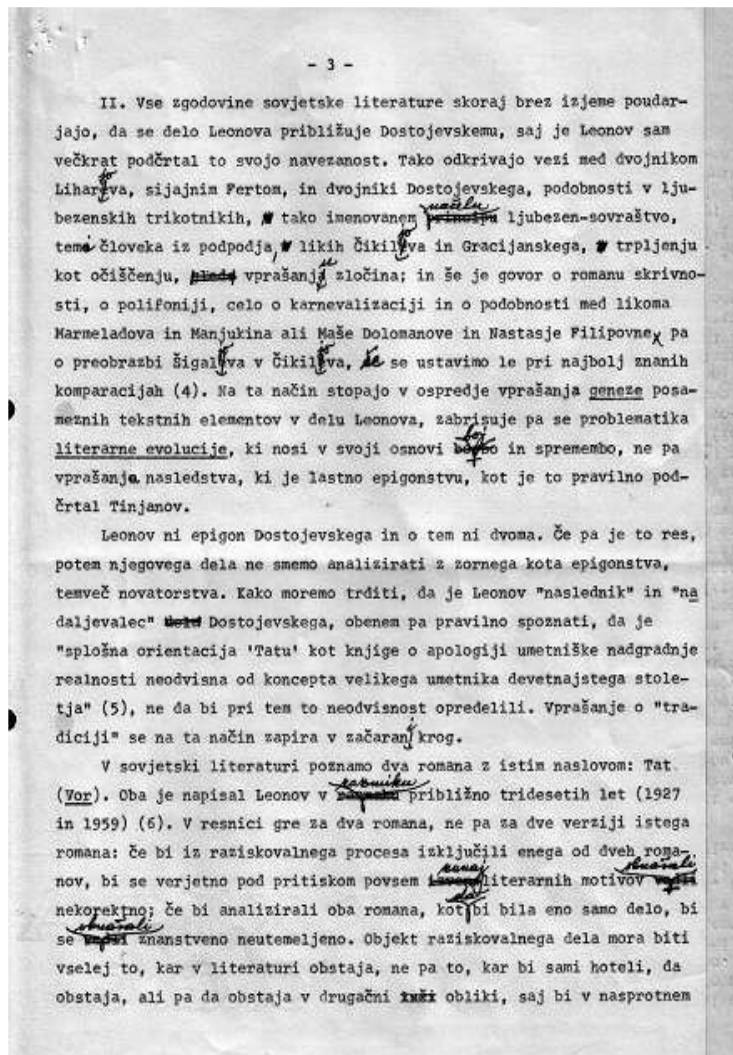 - 3 -
II. Vse zgodovine sovjetske literature skoraj brez izjeme poudar-
jajo, da se delo Leonova približuje Dostojevskemu, saj je Leonov sam
večkrat podčrtal to svojo navezanost. Tako odkrivajo vezi med dvojnikom
Liharjova, sijajnim Fertom, in dvojniki Dostojevskega, podobnosti v lju-
bezenskih trikotnikih, tako imenovanem načelu ljubezen-sovraštvo,
temi človeka iz podpodja, likih Čikiljova in Gracijanskega, trpljenju
kot očiščenju, vprašanju zločina; in še je govor o romanu skrivno-
sti, o polifoniji, celo o karnevalizaciji in o podobnosti med likoma
Marmeladova in Manjukina ali Maše Dolomanove in Nastasje Filipovne, pa
o preobrazbi Šigaljova v Čikiljova, če se ustavimo le pri najbolj znanih
komparacijah (4). Na ta način stopajo v ospredje vprašanja geneze posa-
meznih tekstnih elementov v delu Leonova, zabrisuje pa se problematika
literarne evolucije, ki nosi v svoji osnovi boj in spremembo, ne pa
vprašanja nasledstva, ki je lastno epigonstvu, kot je to pravilno pod-
črtal Tinjanov.
Leonov ni epigon Dostojevskega in o tem ni dvoma. Če pa je to res,
potem njegovega dela ne smemo analizirati z zornega kota epigonstva,
temveč novatorstva. Kako moremo trditi, da je Leonov "naslednik" in "na
daljevalec" Dostojevskega, obenem pa pravilno spoznati, da je
"splošna orientacija 'Tatu' kot knjige o apologiji umetniške nadgradnje
realnosti neodvisna od koncepta velikega umetnika devetnajstega stole-
tja" (5), ne da bi pri tem to neodvisnost opredelili. Vprašanje o "tra-
diciji" se na ta način zapira v začarani krog.
V sovjetski literaturi poznamo dva romana z istim naslovom: Tat
(Vor). Oba je napisal Leonov v razmiku približno tridesetih let (1927
in 1959) (6). V resnici gre za dva romana, ne pa za dve verziji istega
romana: če bi iz raziskovalnega procesa izključili enega od dveh roma-
nov, bi se verjetno pod pritiskom povsem zunaj literarnih motivov obnašali
nekorektno; če bi analizirali oba romana, kot da bi bila eno samo delo, bi
se obnašali znanstveno neutemeljeno. Objekt raziskovalnega dela mora biti
vselej to, kar v literaturi obstaja, ne pa to, kar bi sami hoteli, da
obstaja, ali pa da obstaja v drugačni obliki, saj bi v nasprotnem